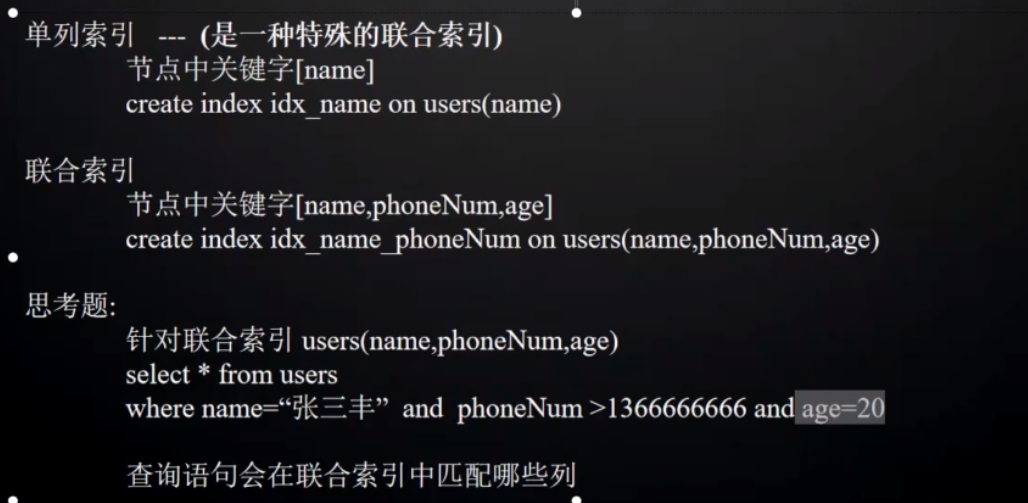 单列索引 --- (是一种特殊的联合索引)
节点中关键字[name]
create index idx_name on users(name)
联合索引
节点中关键字[name,phoneNum,age]
create index idx_name_phoneNum on users(name,phoneNum,age)
思考题:
针对联合索引 users(name,phoneNum,age)
select * from users
where name=“张三丰” and phoneNum >1366666666 and age=20
查询语句会在联合索引中匹配哪些列